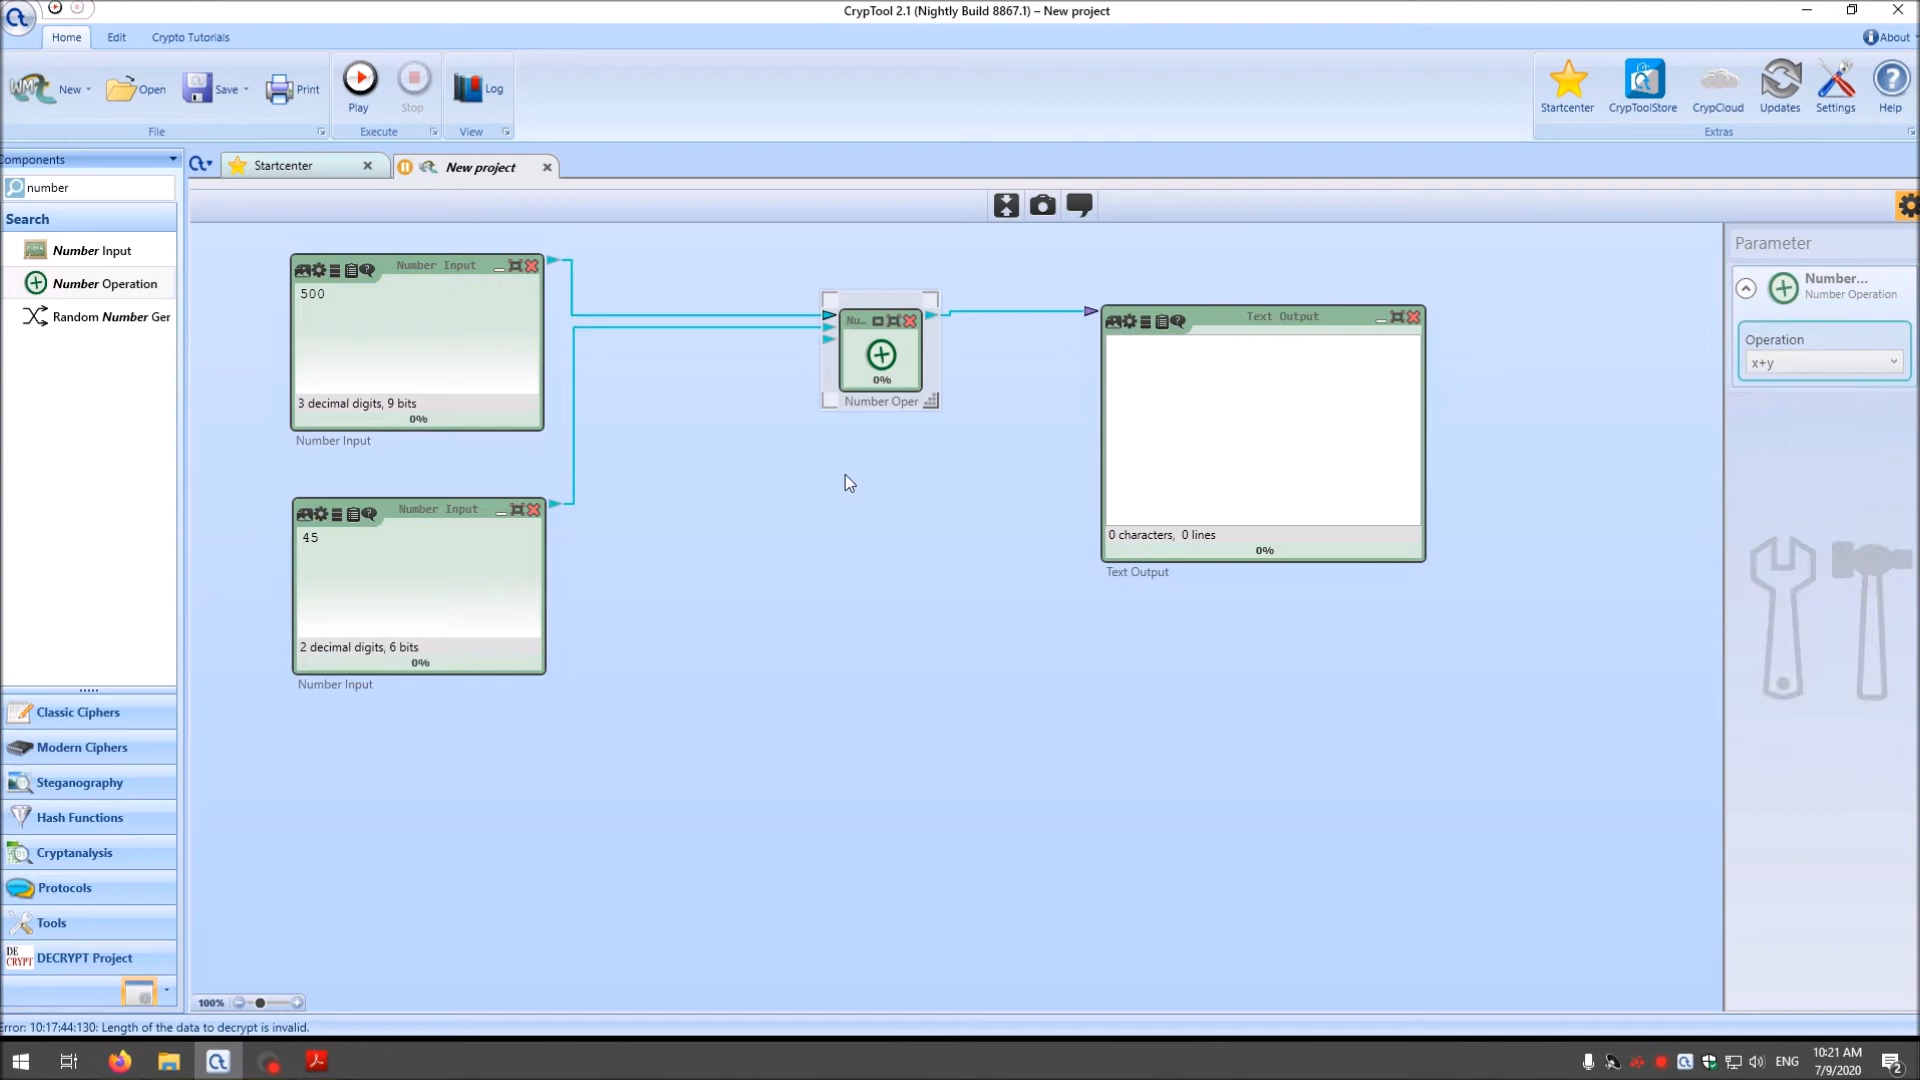 CrypTool 2.1 (Nightly Build 8867.1) – New project
Home Edit Crypto Tutorials About
New Open Save Print Play Stop Log
Startcenter CrypToolStore CrypCloud Updates Settings Help
File Execute View Extras
Components
Startcenter New project
number
Search
Number Input
Number Operation
Random Number Ger
Classic Ciphers
Modern Ciphers
Steganography
Hash Functions
Cryptanalysis
Protocols
Tools
DE CRYPT DECRYPT Project
Number Input
500
3 decimal digits, 9 bits
0%
Number Input
Number Input
45
2 decimal digits, 6 bits
0%
Number Input
Nu...
0%
Number Oper
Text Output
0 characters, 0 lines
0%
Text Output
Parameter
Number...
Number Operation
Operation
x+y
100%
Error: 10:17:44:130: Length of the data to decrypt is invalid.
ENG
10:21 AM
7/9/2020
2